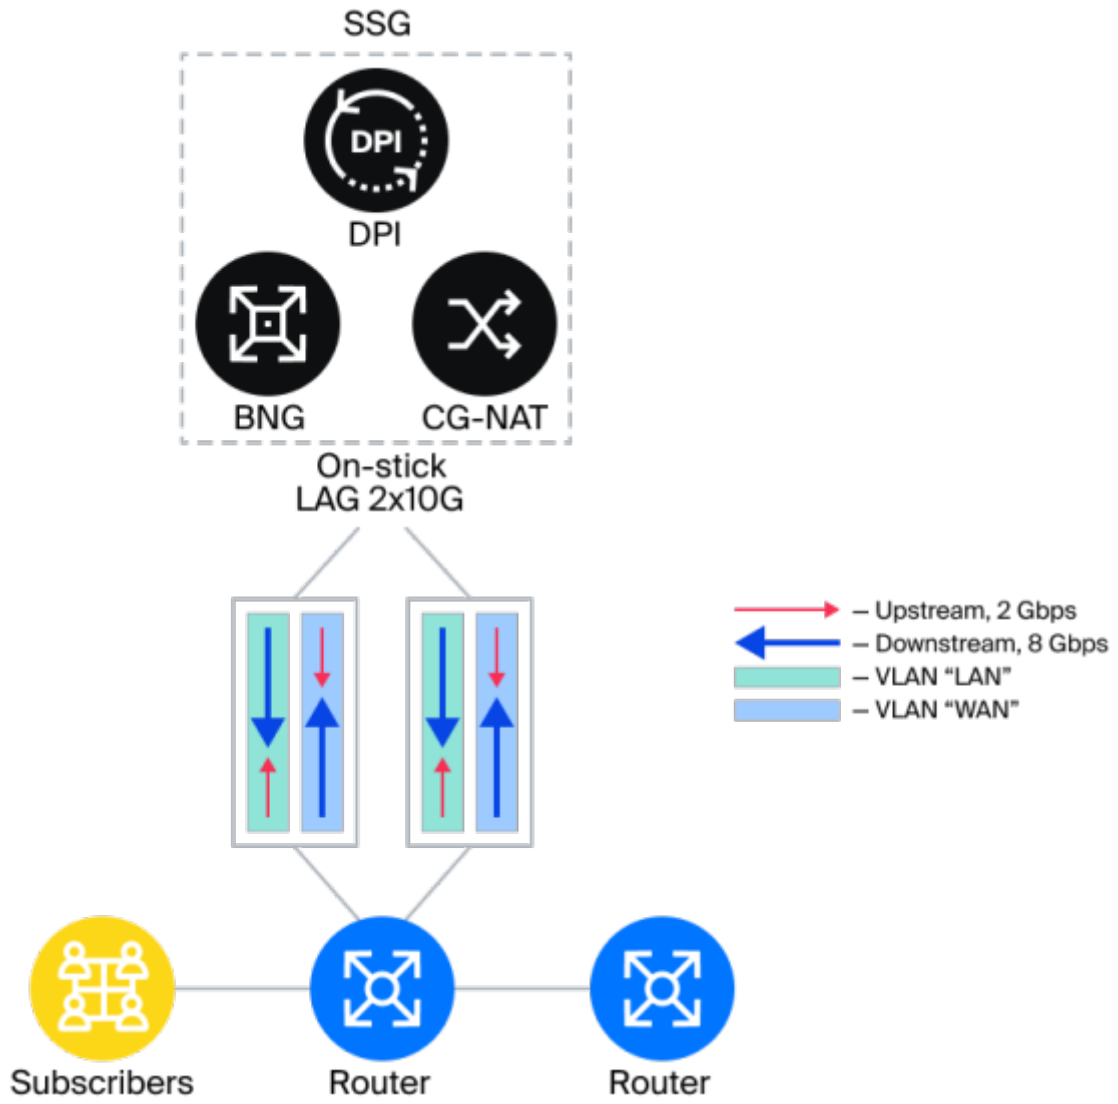 SSG
DPI
DPI
BNG
CG-NAT
On-stick
LAG 2x10G
– Upstream, 2 Gbps
– Downstream, 8 Gbps
– VLAN “LAN”
– VLAN “WAN”
Subscribers
Router
Router